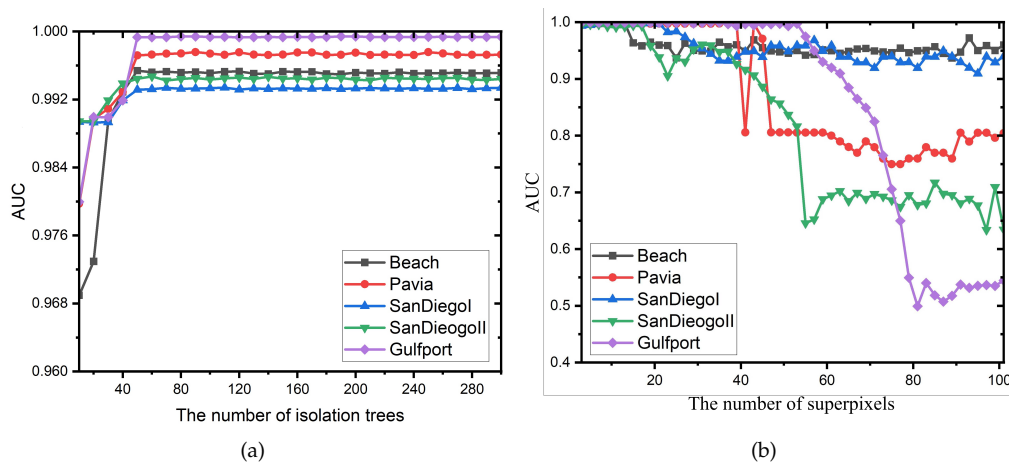 1.000
0.992
0.984
0.976
0.968
0.960
AUC
40 80 120 160 200 240 280
The number of isolation trees
Beach
Pavia
SanDiegoI
SanDieogoII
Gulfport
(a)
1.0
0.9
0.8
0.7
0.6
0.5
0.4
AUC
20 40 60 80 100
The number of superpixels
Beach
Pavia
SanDiegoI
SanDieogoII
Gulfport
(b)